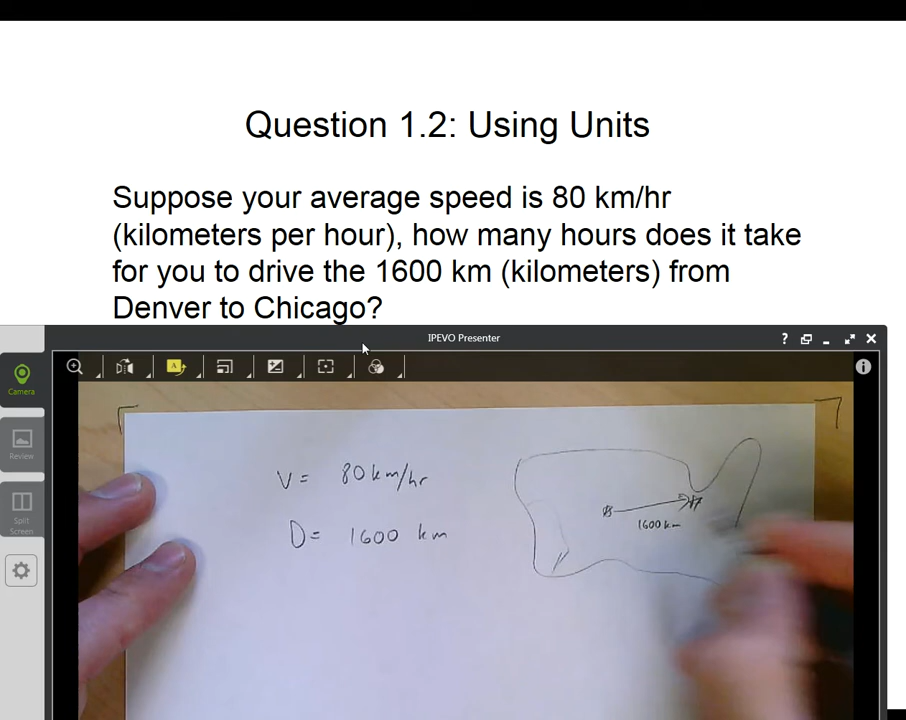 Question 1.2: Using Units
Suppose your average speed is 80 km/hr
(kilometers per hour), how many hours does it take
for you to drive the 1600 km (kilometers) from
Denver to Chicago?
IPEVO Presenter
Camera
Review
Split
Screen
V = 80 km/hr
D = 1600 km
1600 km